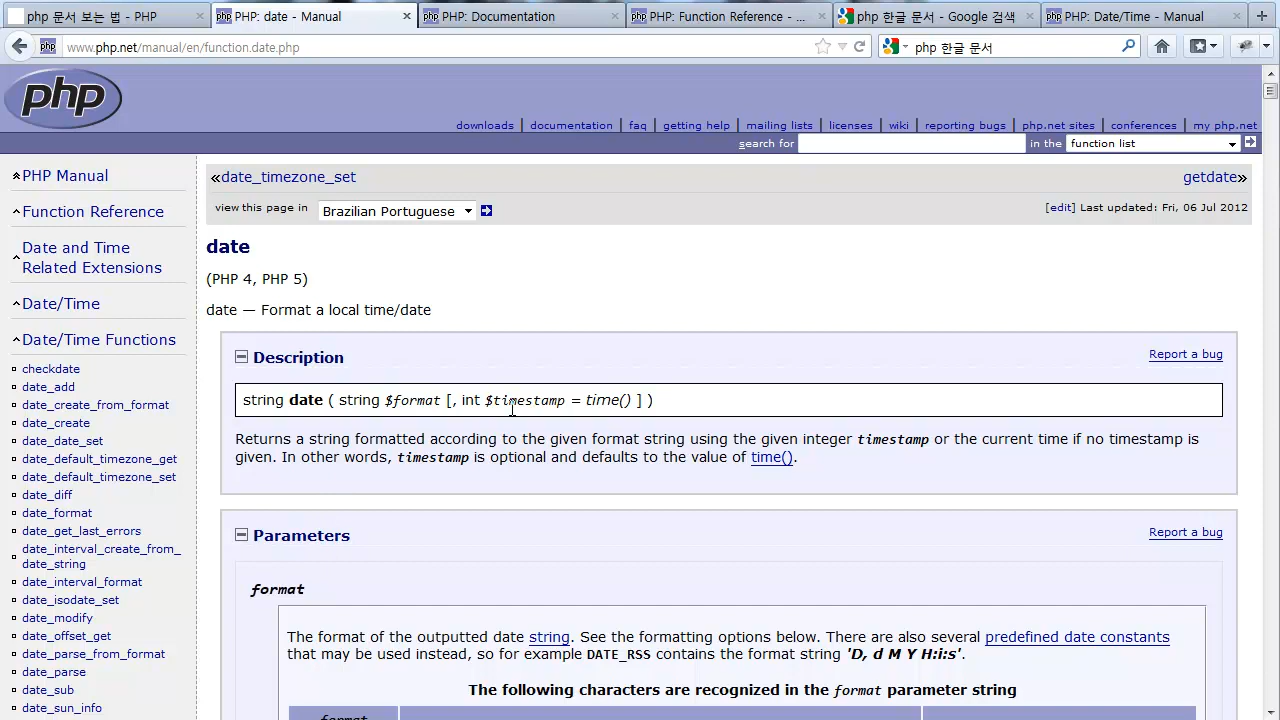 php 문서 보는 법 - PHP
PHP: date - Manual
PHP: Documentation
PHP: Function Reference - ...
php 한글 문서 - Google 검색
PHP: Date/Time - Manual
www.php.net/manual/en/function.date.php
php 한글 문서
php
downloads | documentation | faq | getting help | mailing lists | licenses | wiki | reporting bugs | php.net sites | conferences | my php.net
search for in the function list
PHP Manual
Function Reference
Date and Time
Related Extensions
Date/Time
Date/Time Functions
checkdate
date_add
date_create_from_format
date_create
date_date_set
date_default_timezone_get
date_default_timezone_set
date_diff
date_format
date_get_last_errors
date_interval_create_from_
date_string
date_interval_format
date_isodate_set
date_modify
date_offset_get
date_parse_from_format
date_parse
date_sub
date_sun_info
«date_timezone_set
getdate»
view this page in Brazilian Portuguese
[edit] Last updated: Fri, 06 Jul 2012
date
(PHP 4, PHP 5)
date — Format a local time/date
Description
Report a bug
string date ( string $format [, int $timestamp = time() ] )
Returns a string formatted according to the given format string using the given integer timestamp or the current time if no timestamp is
given. In other words, timestamp is optional and defaults to the value of time().
Parameters
Report a bug
format
The format of the outputted date string. See the formatting options below. There are also several predefined date constants
that may be used instead, so for example DATE_RSS contains the format string 'D, d M Y H:i:s'.
The following characters are recognized in the format parameter string
format